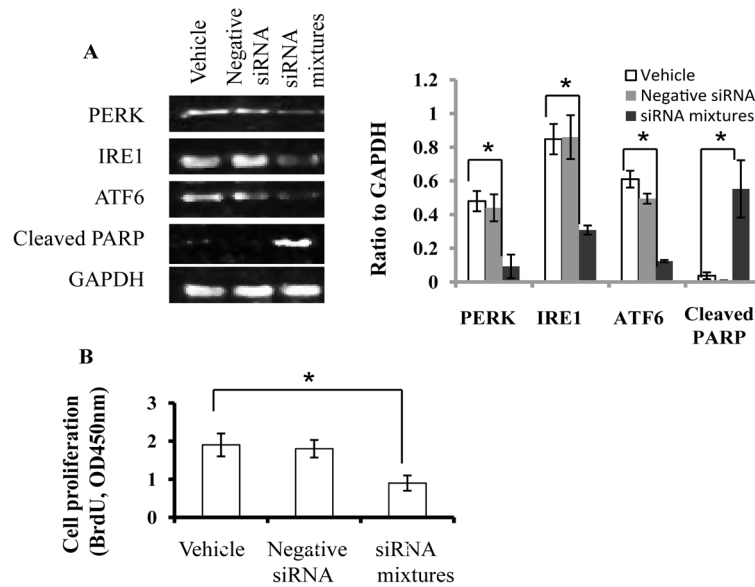 A
Vehicle
Negative
siRNA
siRNA
mixtures
PERK
IRE1
ATF6
Cleaved PARP
GAPDH
Ratio to GAPDH
1.2
1
0.8
0.6
0.4
0.2
0
*
*
*
*
Vehicle
Negative siRNA
siRNA mixtures
PERK
IRE1
ATF6
Cleaved
PARP
B
Cell proliferation
(BrdU, OD450nm)
3
2
1
0
*
Vehicle
Negative
siRNA
siRNA
mixtures